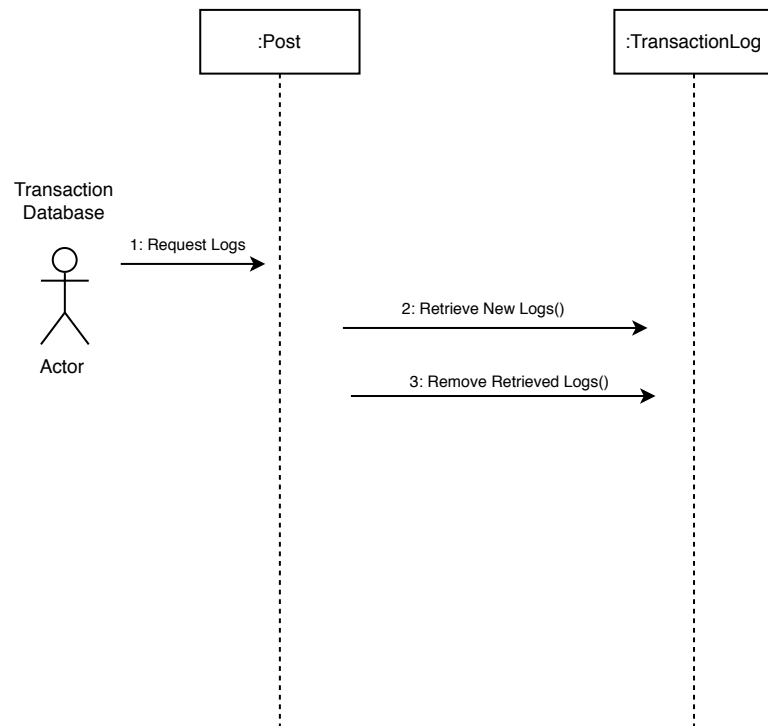 :Post
:TransactionLog
Transaction
Database
1: Request Logs
2: Retrieve New Logs()
Actor
3: Remove Retrieved Logs()